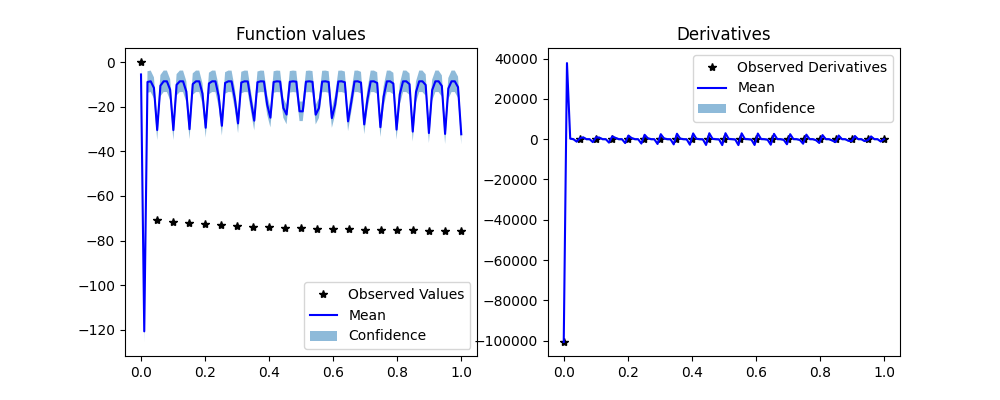 Function values
0
−20
−40
−60
−80
−100
−120
0.0 0.2 0.4 0.6 0.8 1.0
Observed Values
Mean
Confidence
Derivatives
40000
20000
0
−20000
−40000
−60000
−80000
−100000
0.0 0.2 0.4 0.6 0.8 1.0
Observed Derivatives
Mean
Confidence